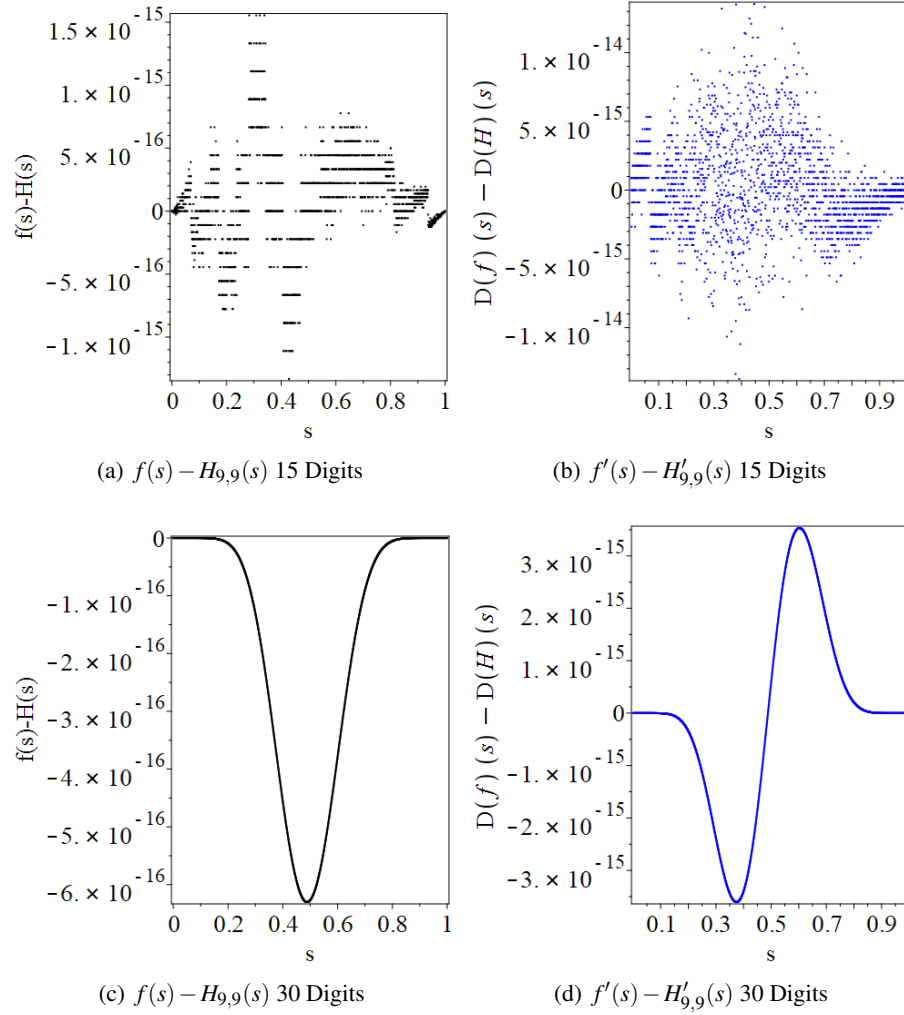 1.5 × 10^-15
1. × 10^-15
5. × 10^-16
0
-5. × 10^-16
-1. × 10^-15
f(s)-H(s)
0 0.2 0.4 0.6 0.8 1
s
(a) f(s) − H9,9(s) 15 Digits
1. × 10^-14
5. × 10^-15
0
-5. × 10^-15
-1. × 10^-14
D(f)(s) − D(H)(s)
0.1 0.3 0.5 0.7 0.9
s
(b) f′(s) − H′9,9(s) 15 Digits
0
-1. × 10^-16
-2. × 10^-16
-3. × 10^-16
-4. × 10^-16
-5. × 10^-16
-6. × 10^-16
f(s)-H(s)
0 0.2 0.4 0.6 0.8 1
s
(c) f(s) − H9,9(s) 30 Digits
3. × 10^-15
2. × 10^-15
1. × 10^-15
0
-1. × 10^-15
-2. × 10^-15
-3. × 10^-15
D(f)(s) − D(H)(s)
0.1 0.3 0.5 0.7 0.9
s
(d) f′(s) − H′9,9(s) 30 Digits